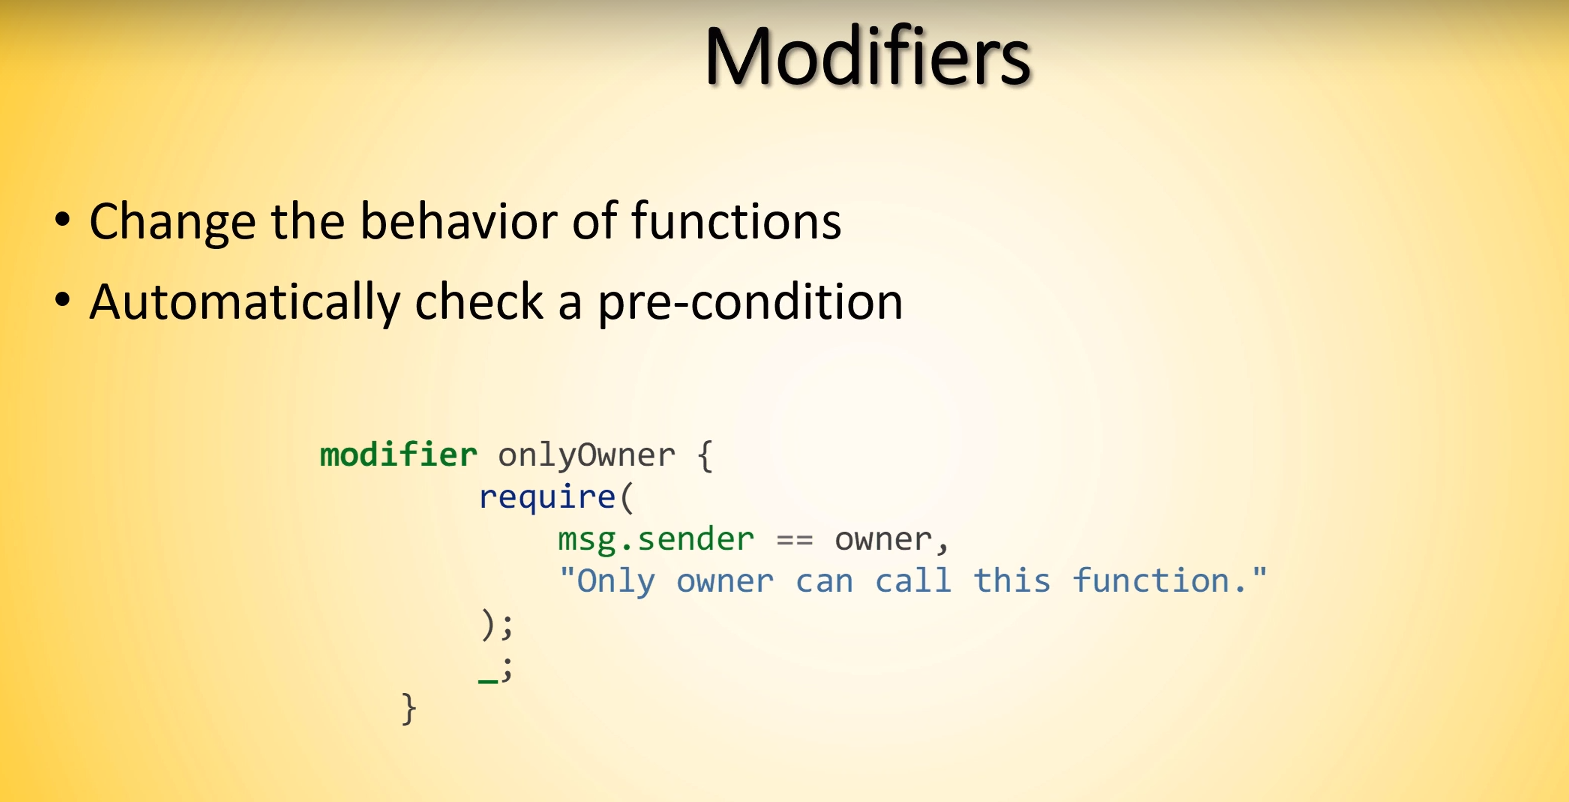 Modifiers
• Change the behavior of functions
• Automatically check a pre-condition
modifier onlyOwner {
require(
msg.sender == owner,
"Only owner can call this function."
);
_;
}